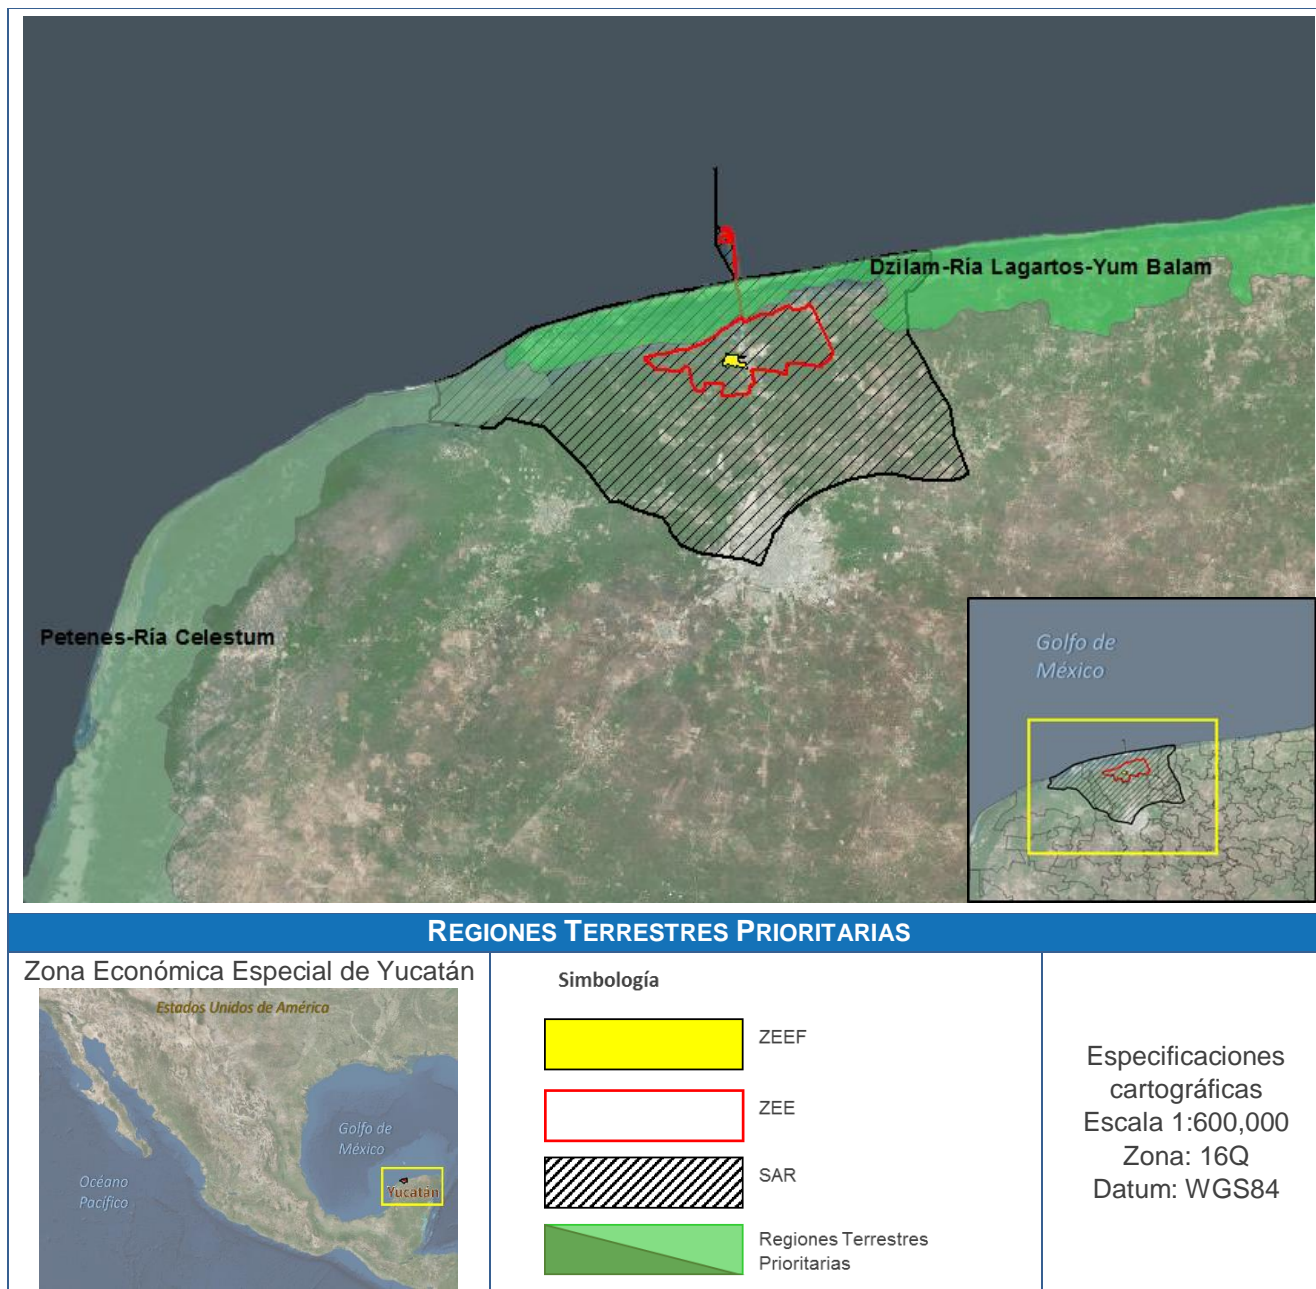 Dzilam-Ría Lagartos-Yum Balam
Petenes-Ría Celestum
Golfo de
México
REGIONES TERRESTRES PRIORITARIAS
Zona Económica Especial de Yucatán
Estados Unidos de América
Golfo de
México
Océano
Pacífico
Yucatan
Simbología
ZEEF
ZEE
SAR
Regiones Terrestres
Prioritarias
Especificaciones
cartográficas
Escala 1:600,000
Zona: 16Q
Datum: WGS84